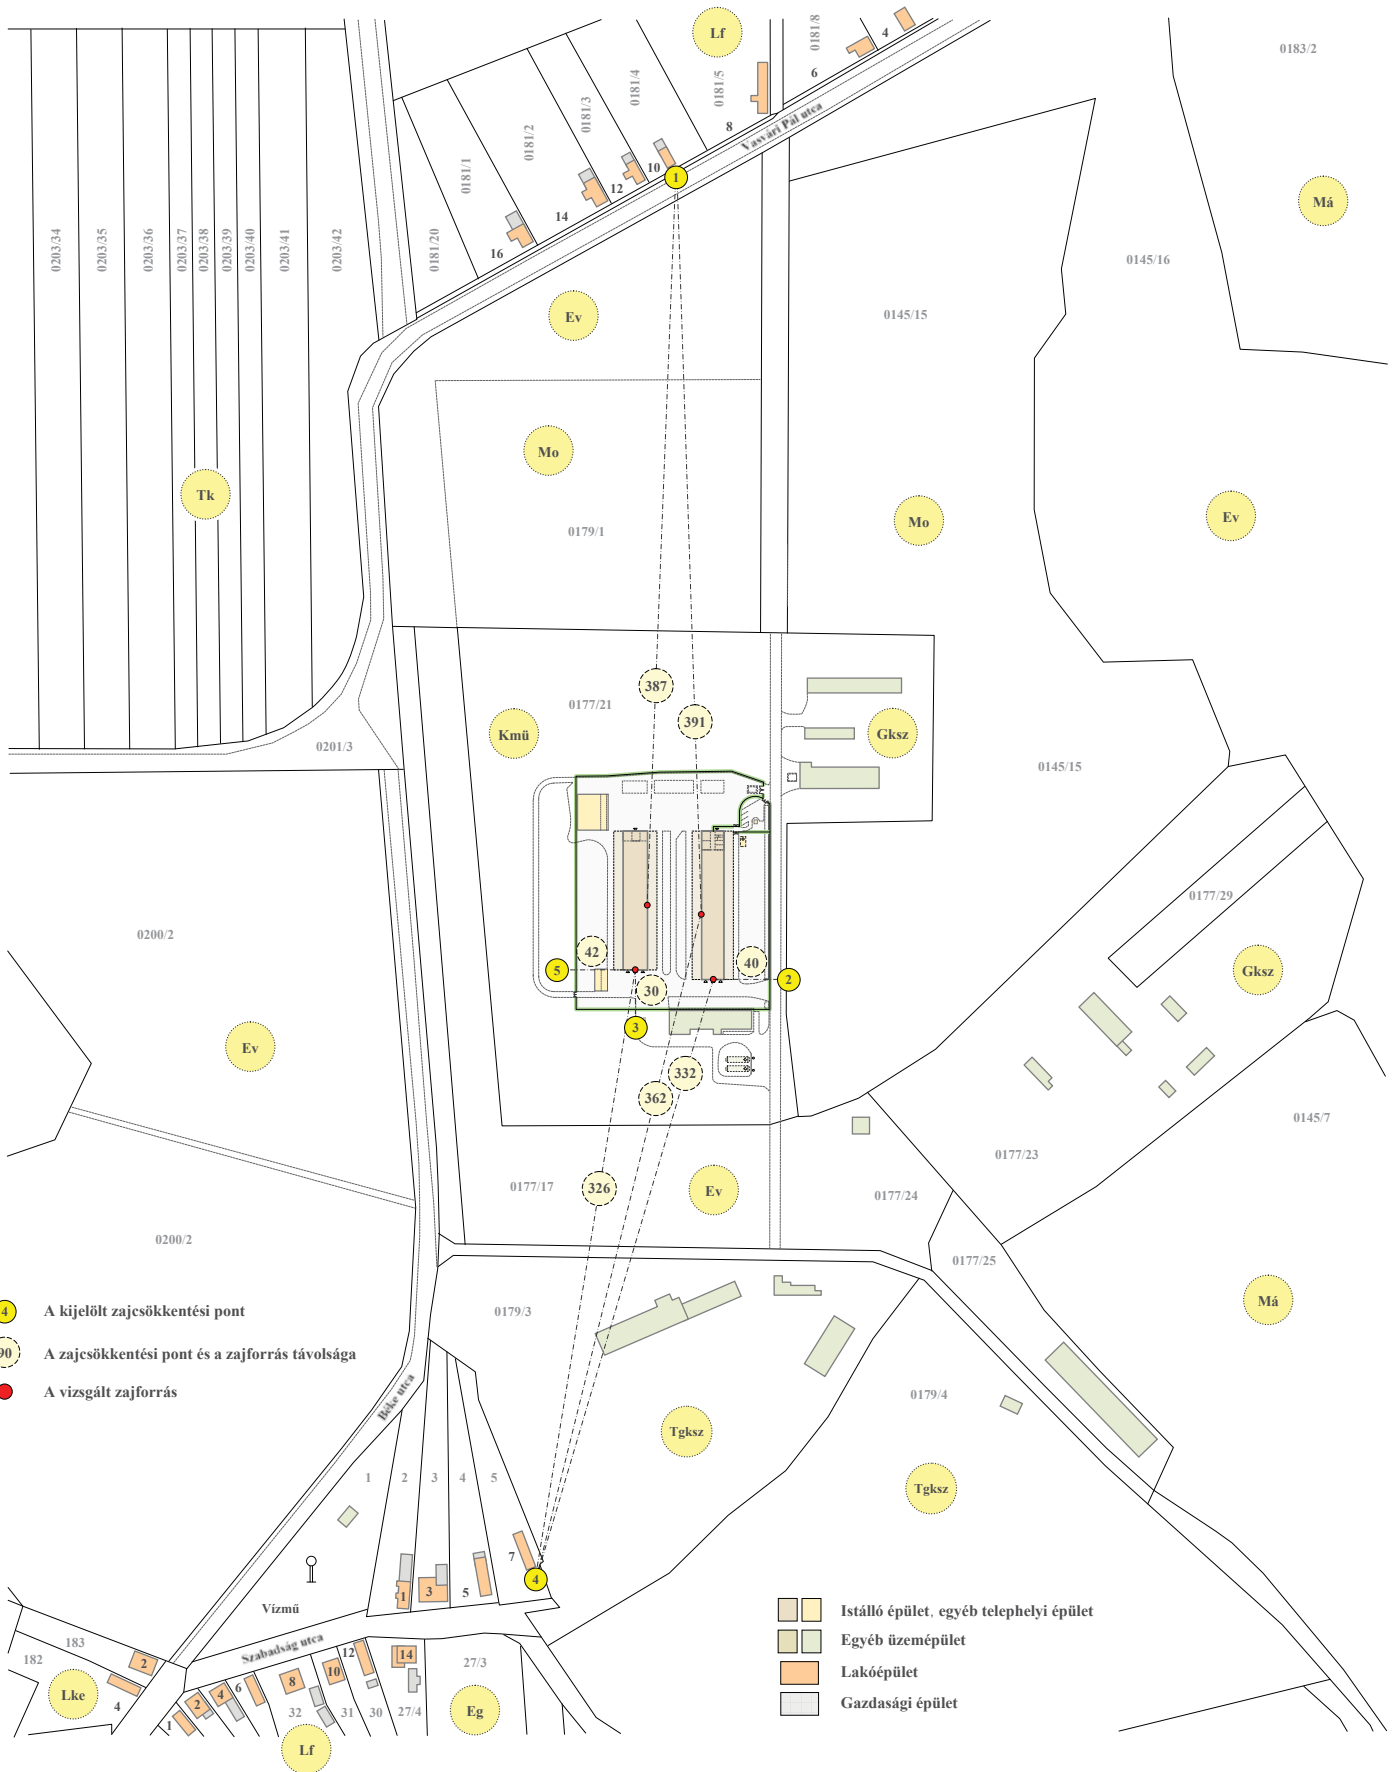 Lf
0181/8
4
0183/2
6
0181/5
0181/4
8
Vasvári Pál utca
0181/3
0181/2
0181/1
10
1
12
14
16
Má
0203/34
0203/35
0203/36
0203/37
0203/38
0203/39
0203/40
0203/41
0203/42
0181/20
0145/16
Ev
0145/15
Mo
Tk
0179/1
Mo
Ev
387
0177/21
391
Kmü
Gksz
0201/3
0145/15
0177/29
0200/2
42
40
5
2
30
Gksz
3
Ev
332
362
0145/7
0177/23
0177/17
326
Ev
0177/24
0200/2
0177/25
Má
4 A kijelölt zajcsökkentési pont
0179/3
90 A zajcsökkentési pont és a zajforrás távolsága
A vizsgált zajforrás
Béke utca
0179/4
Tgksz
1
2
3
4
5
Tgksz
7
4
1
3
5
Vízmű
Istálló épület, egyéb telephelyi épület
Egyéb üzemépület
Lakóépület
Gazdasági épület
183
182
2
Szabadság utca
12
14
27/3
Lke
4
1
2
4
6
8
10
32
31
30
27/4
Eg
Lf